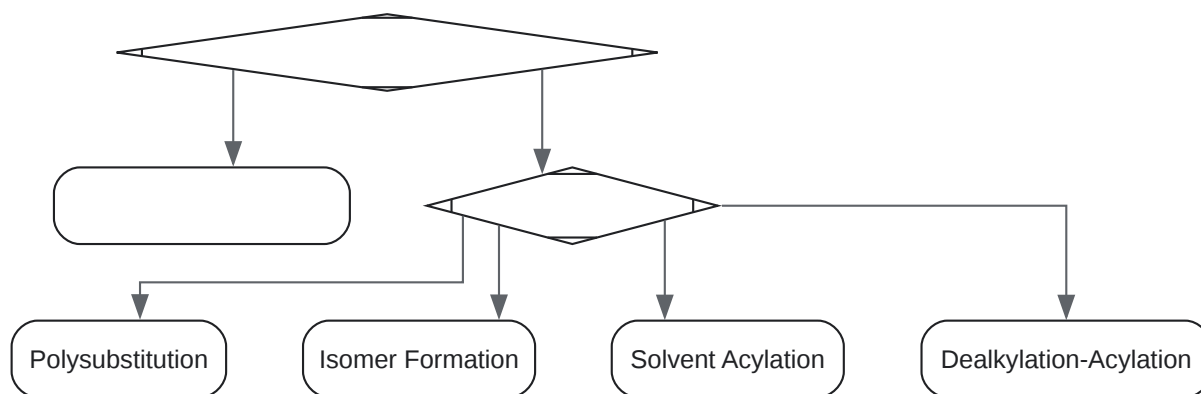 Polysubstitution
Isomer Formation
Solvent Acylation
Dealkylation-Acylation